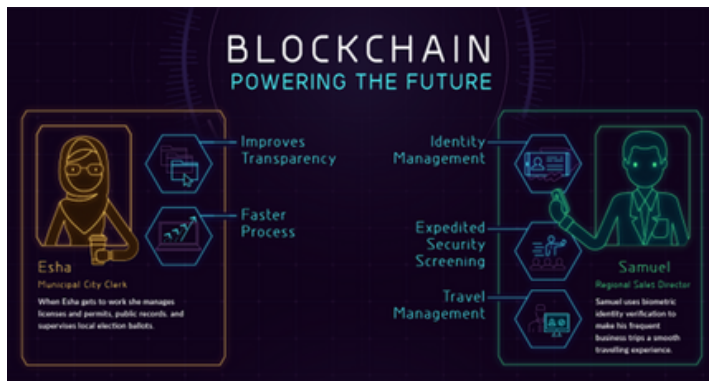 BLOCKCHAIN
POWERING THE FUTURE
Improves
Transparency
Faster
Process
Esha
Municipal City Clerk
When Esha gets to work she manages
licenses and permits, public records, and
supervises local election ballots.
Identity
Management
Expedited
Security
Screening
Travel
Management
Samuel
Regional Sales Director
Samuel uses biometric
identity verification to
make his frequent
business trips a smooth
travelling experience.